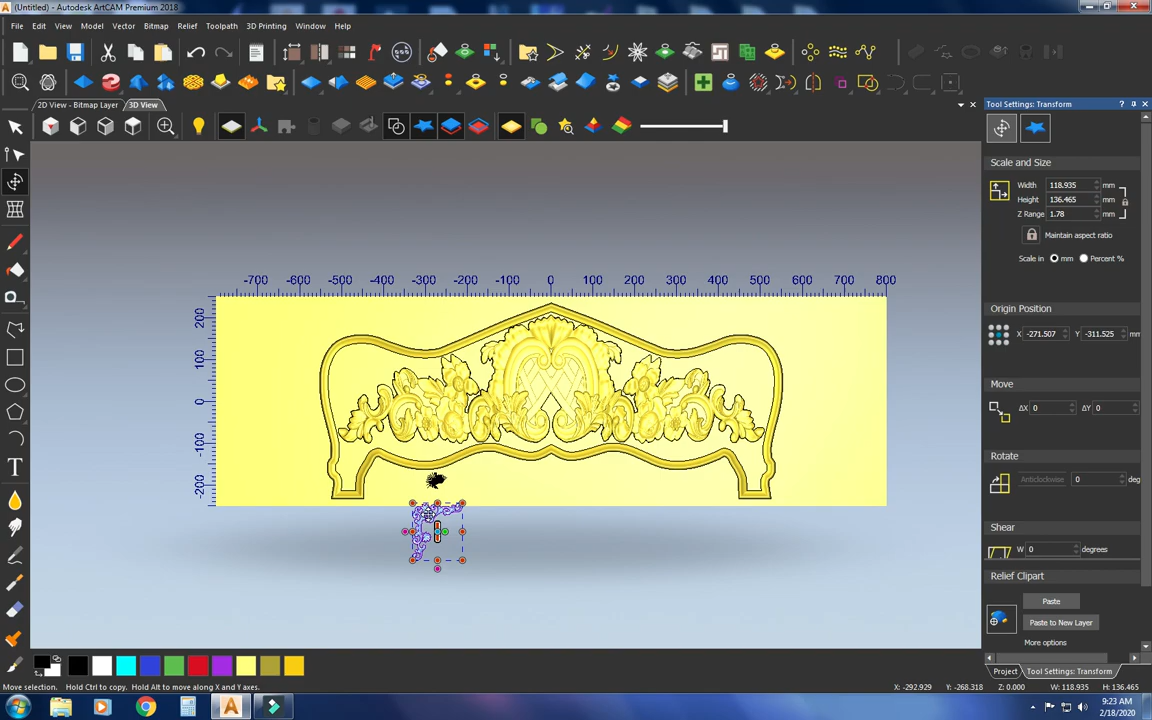 (Untitled) - Autodesk ArtCAM Premium 2018
File Edit View Model Vector Bitmap Relief Toolpath 3D Printing Window Help
2D View - Bitmap Layer 3D View
Tool Settings: Transform
Scale and Size
Width 118.935 mm
Height 136.465 mm
Z Range 1.78 mm
Maintain aspect ratio
Scale in mm Percent %
-700 -600 -500 -400 -300 -200 -100 0 100 200 300 400 500 600 700 800
200
100
0
-100
-200
Origin Position
X -271.507 Y -311.525 mm
Move
ΔX 0 ΔY 0
Rotate
Anticlockwise 0 deg
Shear
W 0 degrees
Relief Clipart
Paste
Paste to New Layer
More options
Project Tool Settings: Transform
Move selection. Hold Ctrl to copy. Hold Alt to move along X and Y axes.
X: -292.929 Y: -268.318 Z: 0.000 W: 118.935 H: 136.465
9:23 AM
2/18/2020